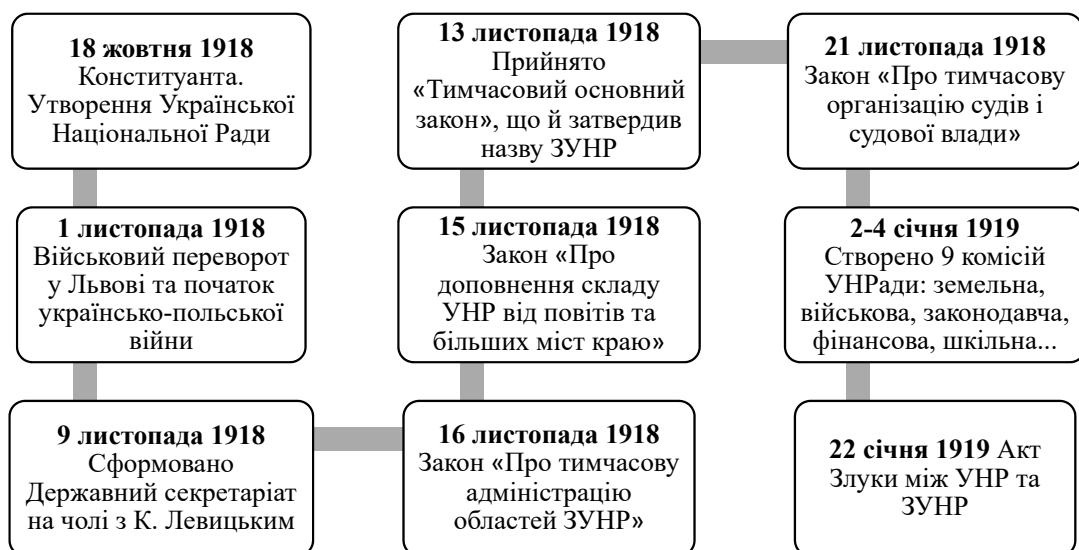 18 жовтня 1918
Конституанта.
Утворення Української
Національної Ради
1 листопада 1918
Військовий переворот
у Львові та початок
українсько-польської
війни
9 листопада 1918
Сформовано
Державний секретаріат
на чолі з К. Левицьким
13 листопада 1918
Прийнято
«Тимчасовий основний
закон», що й затвердив
назву ЗУНР
15 листопада 1918
Закон «Про
доповнення складу
УНР від повітів та
більших міст краю»
16 листопада 1918
Закон «Про тимчасову
адміністрацію
областей ЗУНР»
21 листопада 1918
Закон «Про тимчасову
організацію судів і
судової влади»
2-4 січня 1919
Створено 9 комісій
УНРади: земельна,
військова, законодавча,
фінансова, шкільна...
22 січня 1919 Акт
Злуки між УНР та
ЗУНР